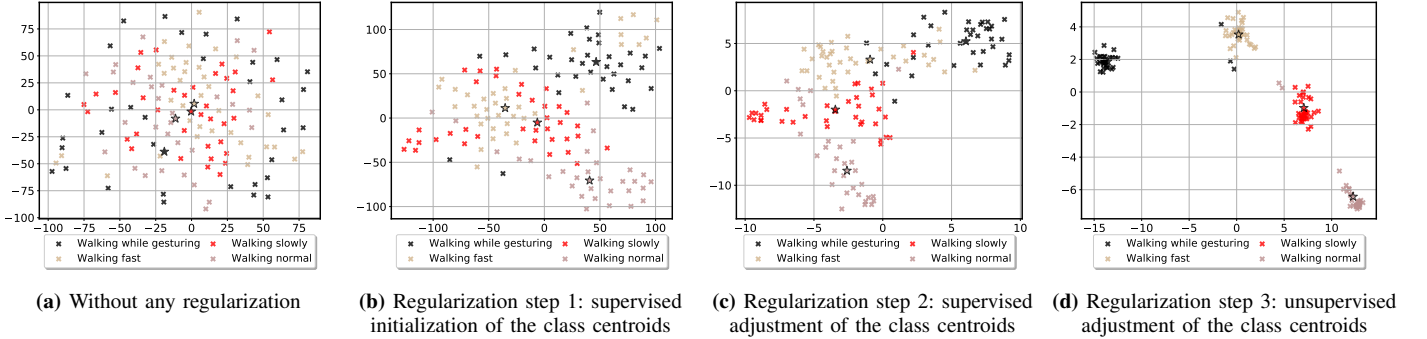 75
50
25
0
−25
−50
−75
−100
−100 −75 −50 −25 0 25 50 75
Walking while gesturing Walking slowly
Walking fast Walking normal
(a) Without any regularization
100
50
0
−50
−100
−100 −50 0 50 100
Walking while gesturing Walking slowly
Walking fast Walking normal
(b) Regularization step 1: supervised
initialization of the class centroids
5
0
−5
−10
−10 −5 0 5 10
Walking while gesturing Walking slowly
Walking fast Walking normal
(c) Regularization step 2: supervised
adjustment of the class centroids
4
2
0
−2
−4
−6
−15 −10 −5 0 5 10
Walking while gesturing Walking slowly
Walking fast Walking normal
(d) Regularization step 3: unsupervised
adjustment of the class centroids